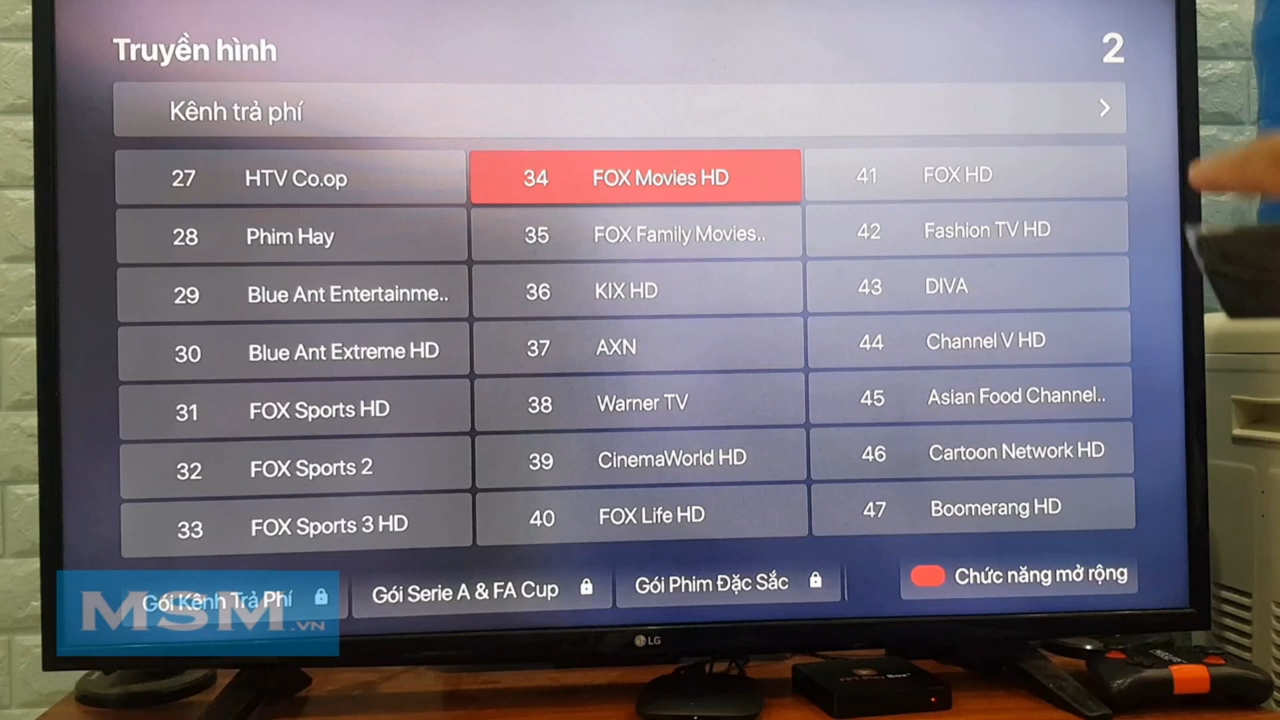 Truyền hình
2
Kênh trả phí
27 HTV Co.op
28 Phim Hay
29 Blue Ant Entertainme..
30 Blue Ant Extreme HD
31 FOX Sports HD
32 FOX Sports 2
33 FOX Sports 3 HD
34 FOX Movies HD
35 FOX Family Movies..
36 KIX HD
37 AXN
38 Warner TV
39 CinemaWorld HD
40 FOX Life HD
41 FOX HD
42 Fashion TV HD
43 DIVA
44 Channel V HD
45 Asian Food Channel..
46 Cartoon Network HD
47 Boomerang HD
Gói Kênh Trả Phí
Gói Serie A & FA Cup
Gói Phim Đặc Sắc
Chức năng mở rộng
MSM.VN
LG
FPT Play Box+